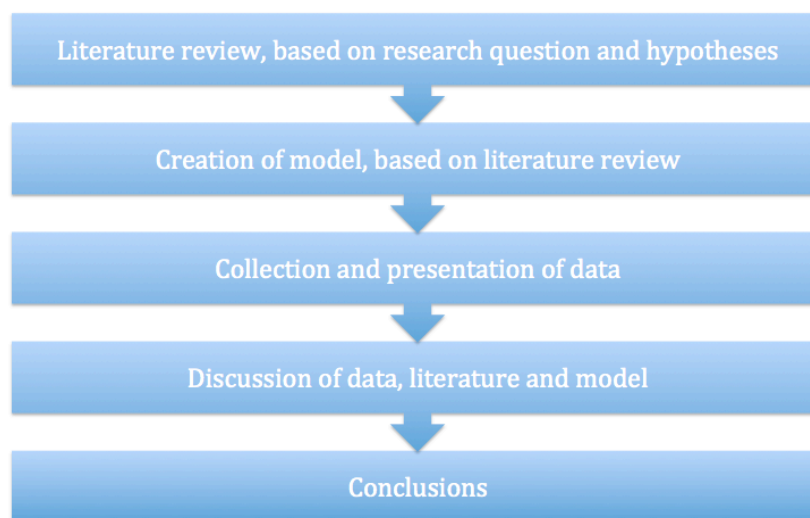 Literature review, based on research question and hypotheses
Creation of model, based on literature review
Collection and presentation of data
Discussion of data, literature and model
Conclusions